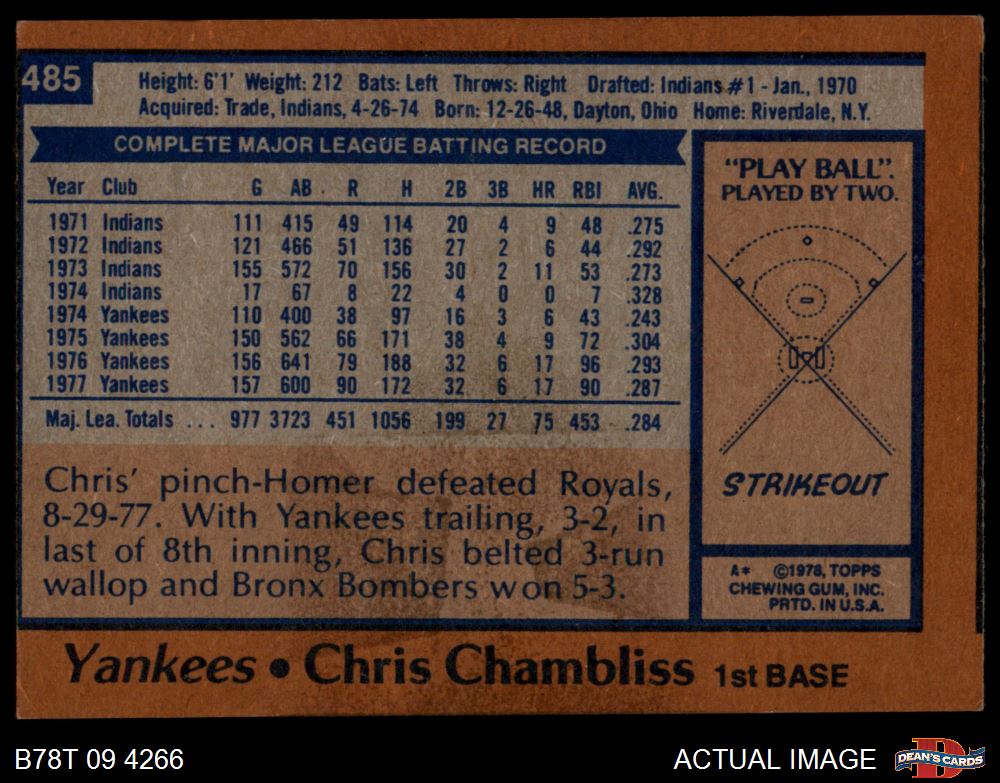 485
Height: 6'1' Weight: 212 Bats: Left Throws: Right Drafted: Indians #1 - Jan., 1970
Acquired: Trade, Indians, 4-26-74 Born: 12-26-48, Dayton, Ohio Home: Riverdale, N.Y.
COMPLETE MAJOR LEAGUE BATTING RECORD
Year Club G AB R H 2B 3B HR RBI AVG.
1971 Indians 111 415 49 114 20 4 9 48 .275
1972 Indians 121 466 51 136 27 2 6 44 .292
1973 Indians 155 572 70 156 30 2 11 53 .273
1974 Indians 17 67 8 22 4 0 0 7 .328
1974 Yankees 110 400 38 97 16 3 6 43 .243
1975 Yankees 150 562 66 171 38 4 9 72 .304
1976 Yankees 156 641 79 188 32 6 17 96 .293
1977 Yankees 157 600 90 172 32 6 17 90 .287
Maj. Lea. Totals ... 977 3723 451 1056 199 27 75 453 .284
Chris' pinch-Homer defeated Royals,
8-29-77. With Yankees trailing, 3-2, in
last of 8th inning, Chris belted 3-run
wallop and Bronx Bombers won 5-3.
"PLAY BALL".
PLAYED BY TWO.
STRIKEOUT
A* ©1978, TOPPS
CHEWING GUM, INC.
PRTD. IN U.S.A.
Yankees • Chris Chambliss 1st BASE
B78T 09 4266
ACTUAL IMAGE
D
DEAN'S CARDS